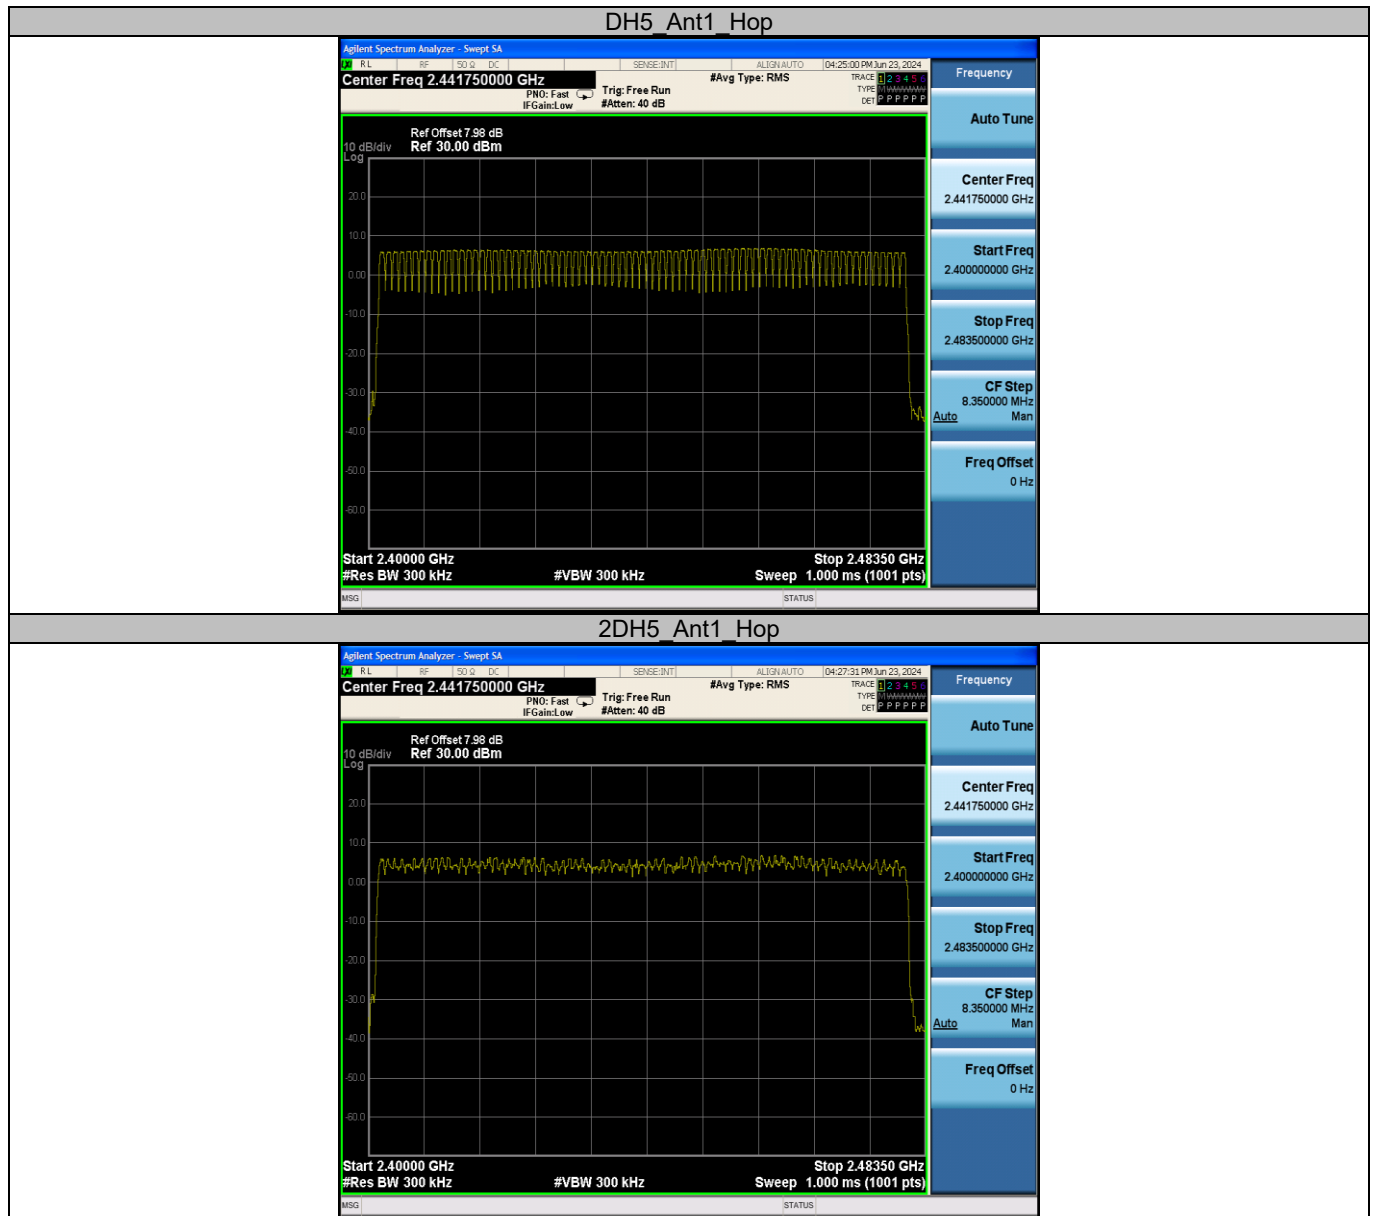 DH5_Ant1_Hop
Agilent Spectrum Analyzer - Swept SA
RL RF 50 Ω DC SENSE:INT ALIGN AUTO 04:25:00 PM Jun 23, 2024
Center Freq 2.441750000 GHz #Avg Type: RMS TRACE 1 2 3 4 5 6
PNO: Fast Trig: Free Run TYPE
IFGain:Low #Atten: 40 dB DET P P P P P P
Frequency
Auto Tune
Ref Offset 7.98 dB
10 dB/div Ref 30.00 dBm
Log
20.0
10.0
0.00
-10.0
-20.0
-30.0
-40.0
-50.0
-60.0
Center Freq
2.441750000 GHz
Start Freq
2.400000000 GHz
Stop Freq
2.483500000 GHz
CF Step
8.350000 MHz
Auto Man
Freq Offset
0 Hz
Start 2.40000 GHz Stop 2.48350 GHz
#Res BW 300 kHz #VBW 300 kHz Sweep 1.000 ms (1001 pts)
MSG STATUS
2DH5_Ant1_Hop
Agilent Spectrum Analyzer - Swept SA
RL RF 50 Ω DC SENSE:INT ALIGN AUTO 04:27:31 PM Jun 23, 2024
Center Freq 2.441750000 GHz #Avg Type: RMS TRACE 1 2 3 4 5 6
PNO: Fast Trig: Free Run TYPE
IFGain:Low #Atten: 40 dB DET P P P P P P
Frequency
Auto Tune
Ref Offset 7.98 dB
10 dB/div Ref 30.00 dBm
Log
20.0
10.0
0.00
-10.0
-20.0
-30.0
-40.0
-50.0
-60.0
Center Freq
2.441750000 GHz
Start Freq
2.400000000 GHz
Stop Freq
2.483500000 GHz
CF Step
8.350000 MHz
Auto Man
Freq Offset
0 Hz
Start 2.40000 GHz Stop 2.48350 GHz
#Res BW 300 kHz #VBW 300 kHz Sweep 1.000 ms (1001 pts)
MSG STATUS